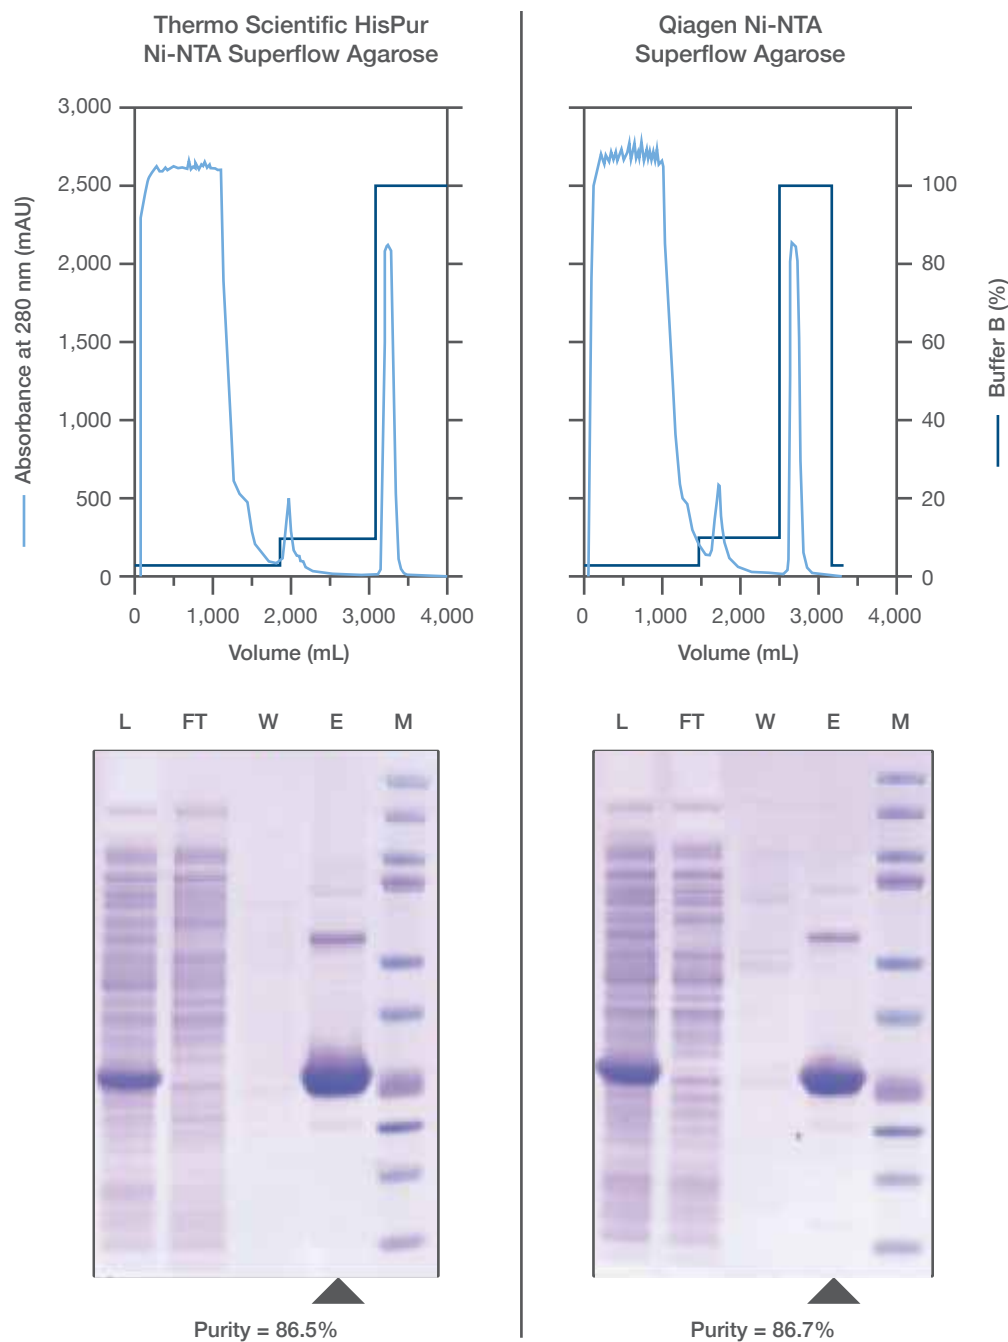 Thermo Scientific HisPur
Ni-NTA Superflow Agarose
3,000
2,500
2,000
1,500
1,000
500
0
Absorbance at 280 nm (mAU)
0 1,000 2,000 3,000 4,000
Volume (mL)
Qiagen Ni-NTA
Superflow Agarose
100
80
60
40
20
0
Buffer B (%)
0 1,000 2,000 3,000 4,000
Volume (mL)
L FT W E M
Purity = 86.5%
L FT W E M
Purity = 86.7%